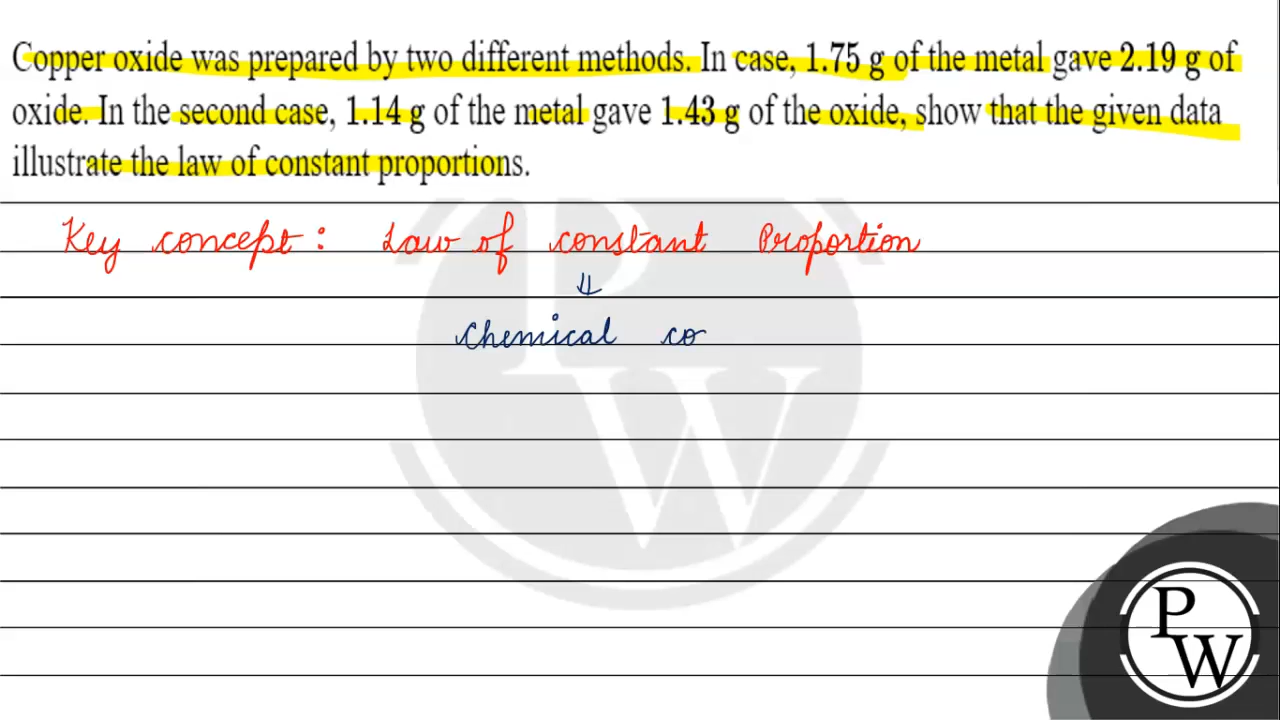 Copper oxide was prepared by two different methods. In case, 1.75 g of the metal gave 2.19 g of
oxide. In the second case, 1.14 g of the metal gave 1.43 g of the oxide, show that the given data
illustrate the law of constant proportions.
Key concept: Law of constant Proportion
⇓
Chemical co
P
W
P
W